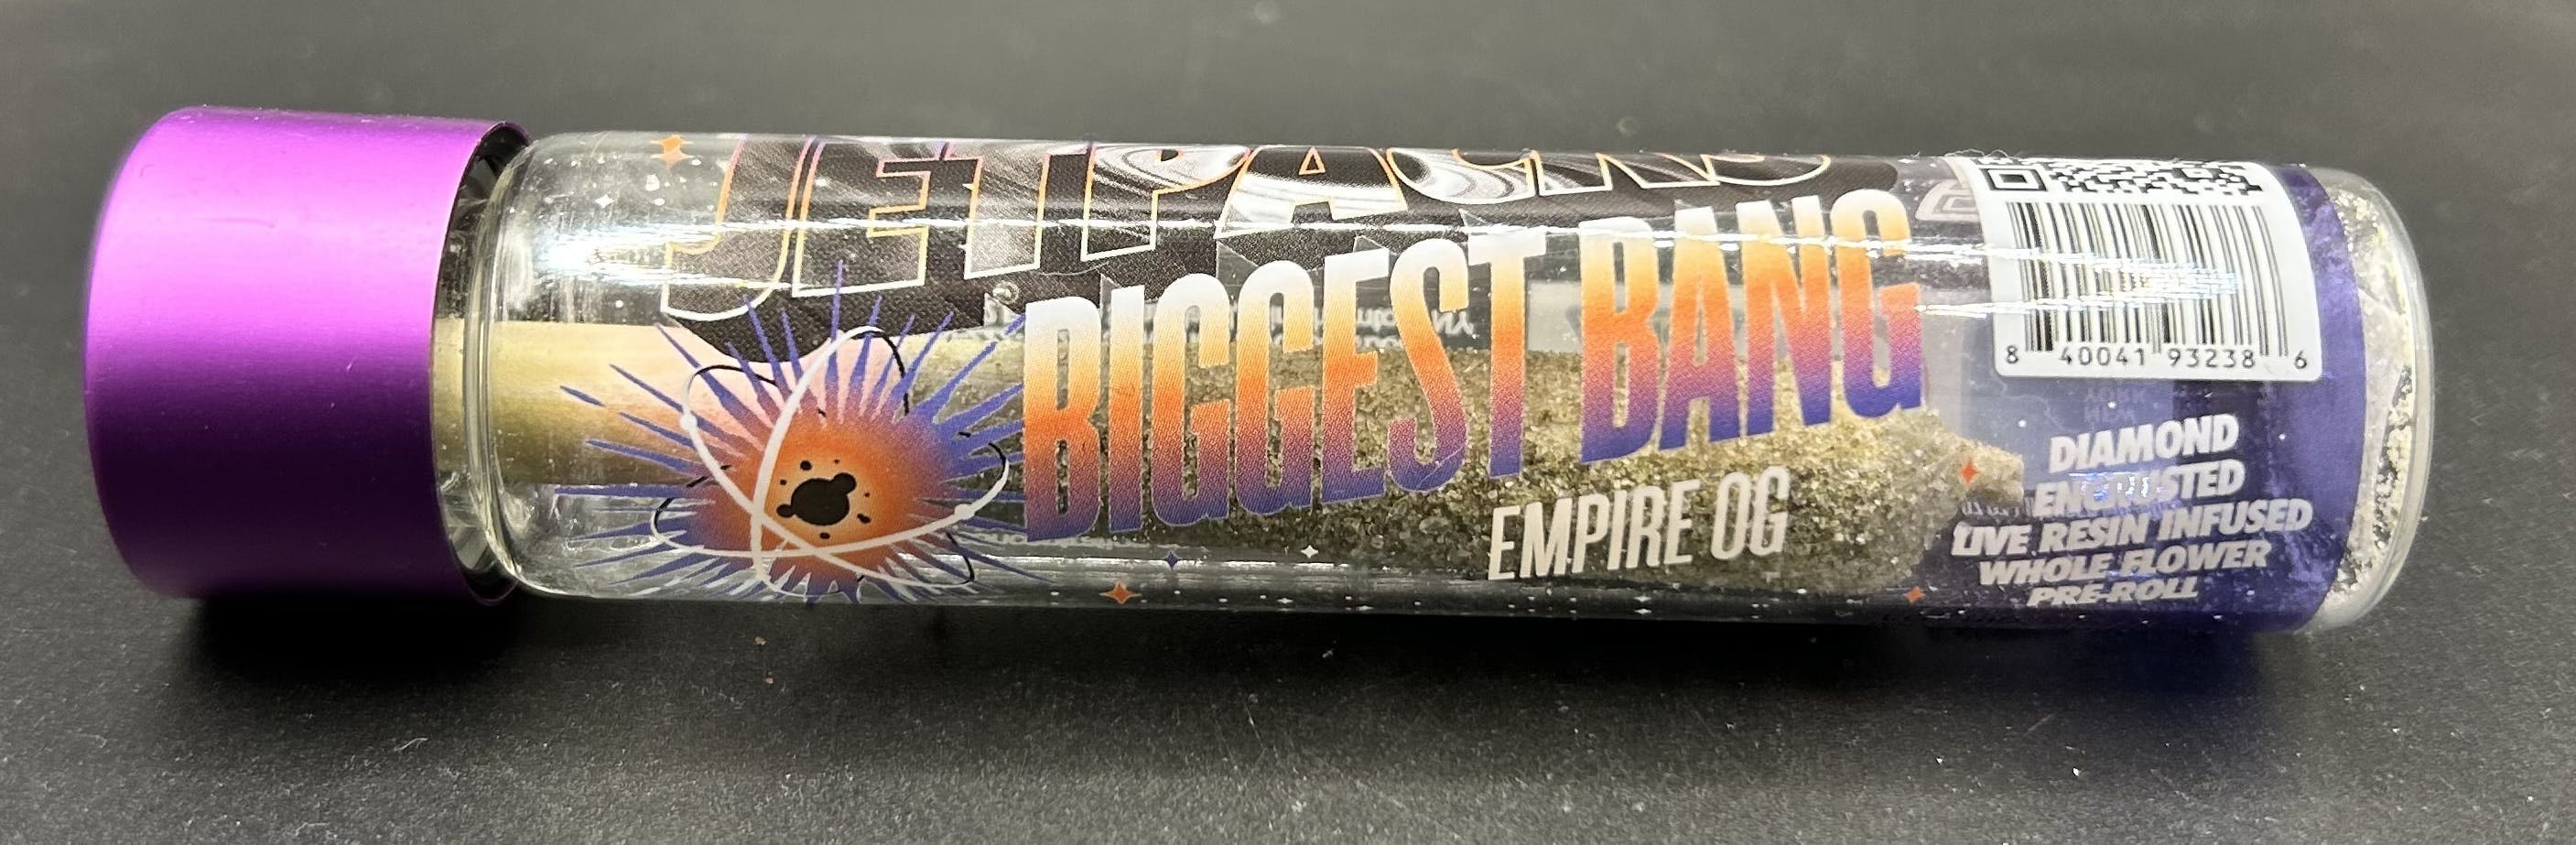 JETPACKS
BIGGEST BANG
EMPIRE OG
8 40041 93238 6
DIAMOND
ENCRUSTED
LIVE RESIN INFUSED
WHOLE FLOWER
PRE-ROLL